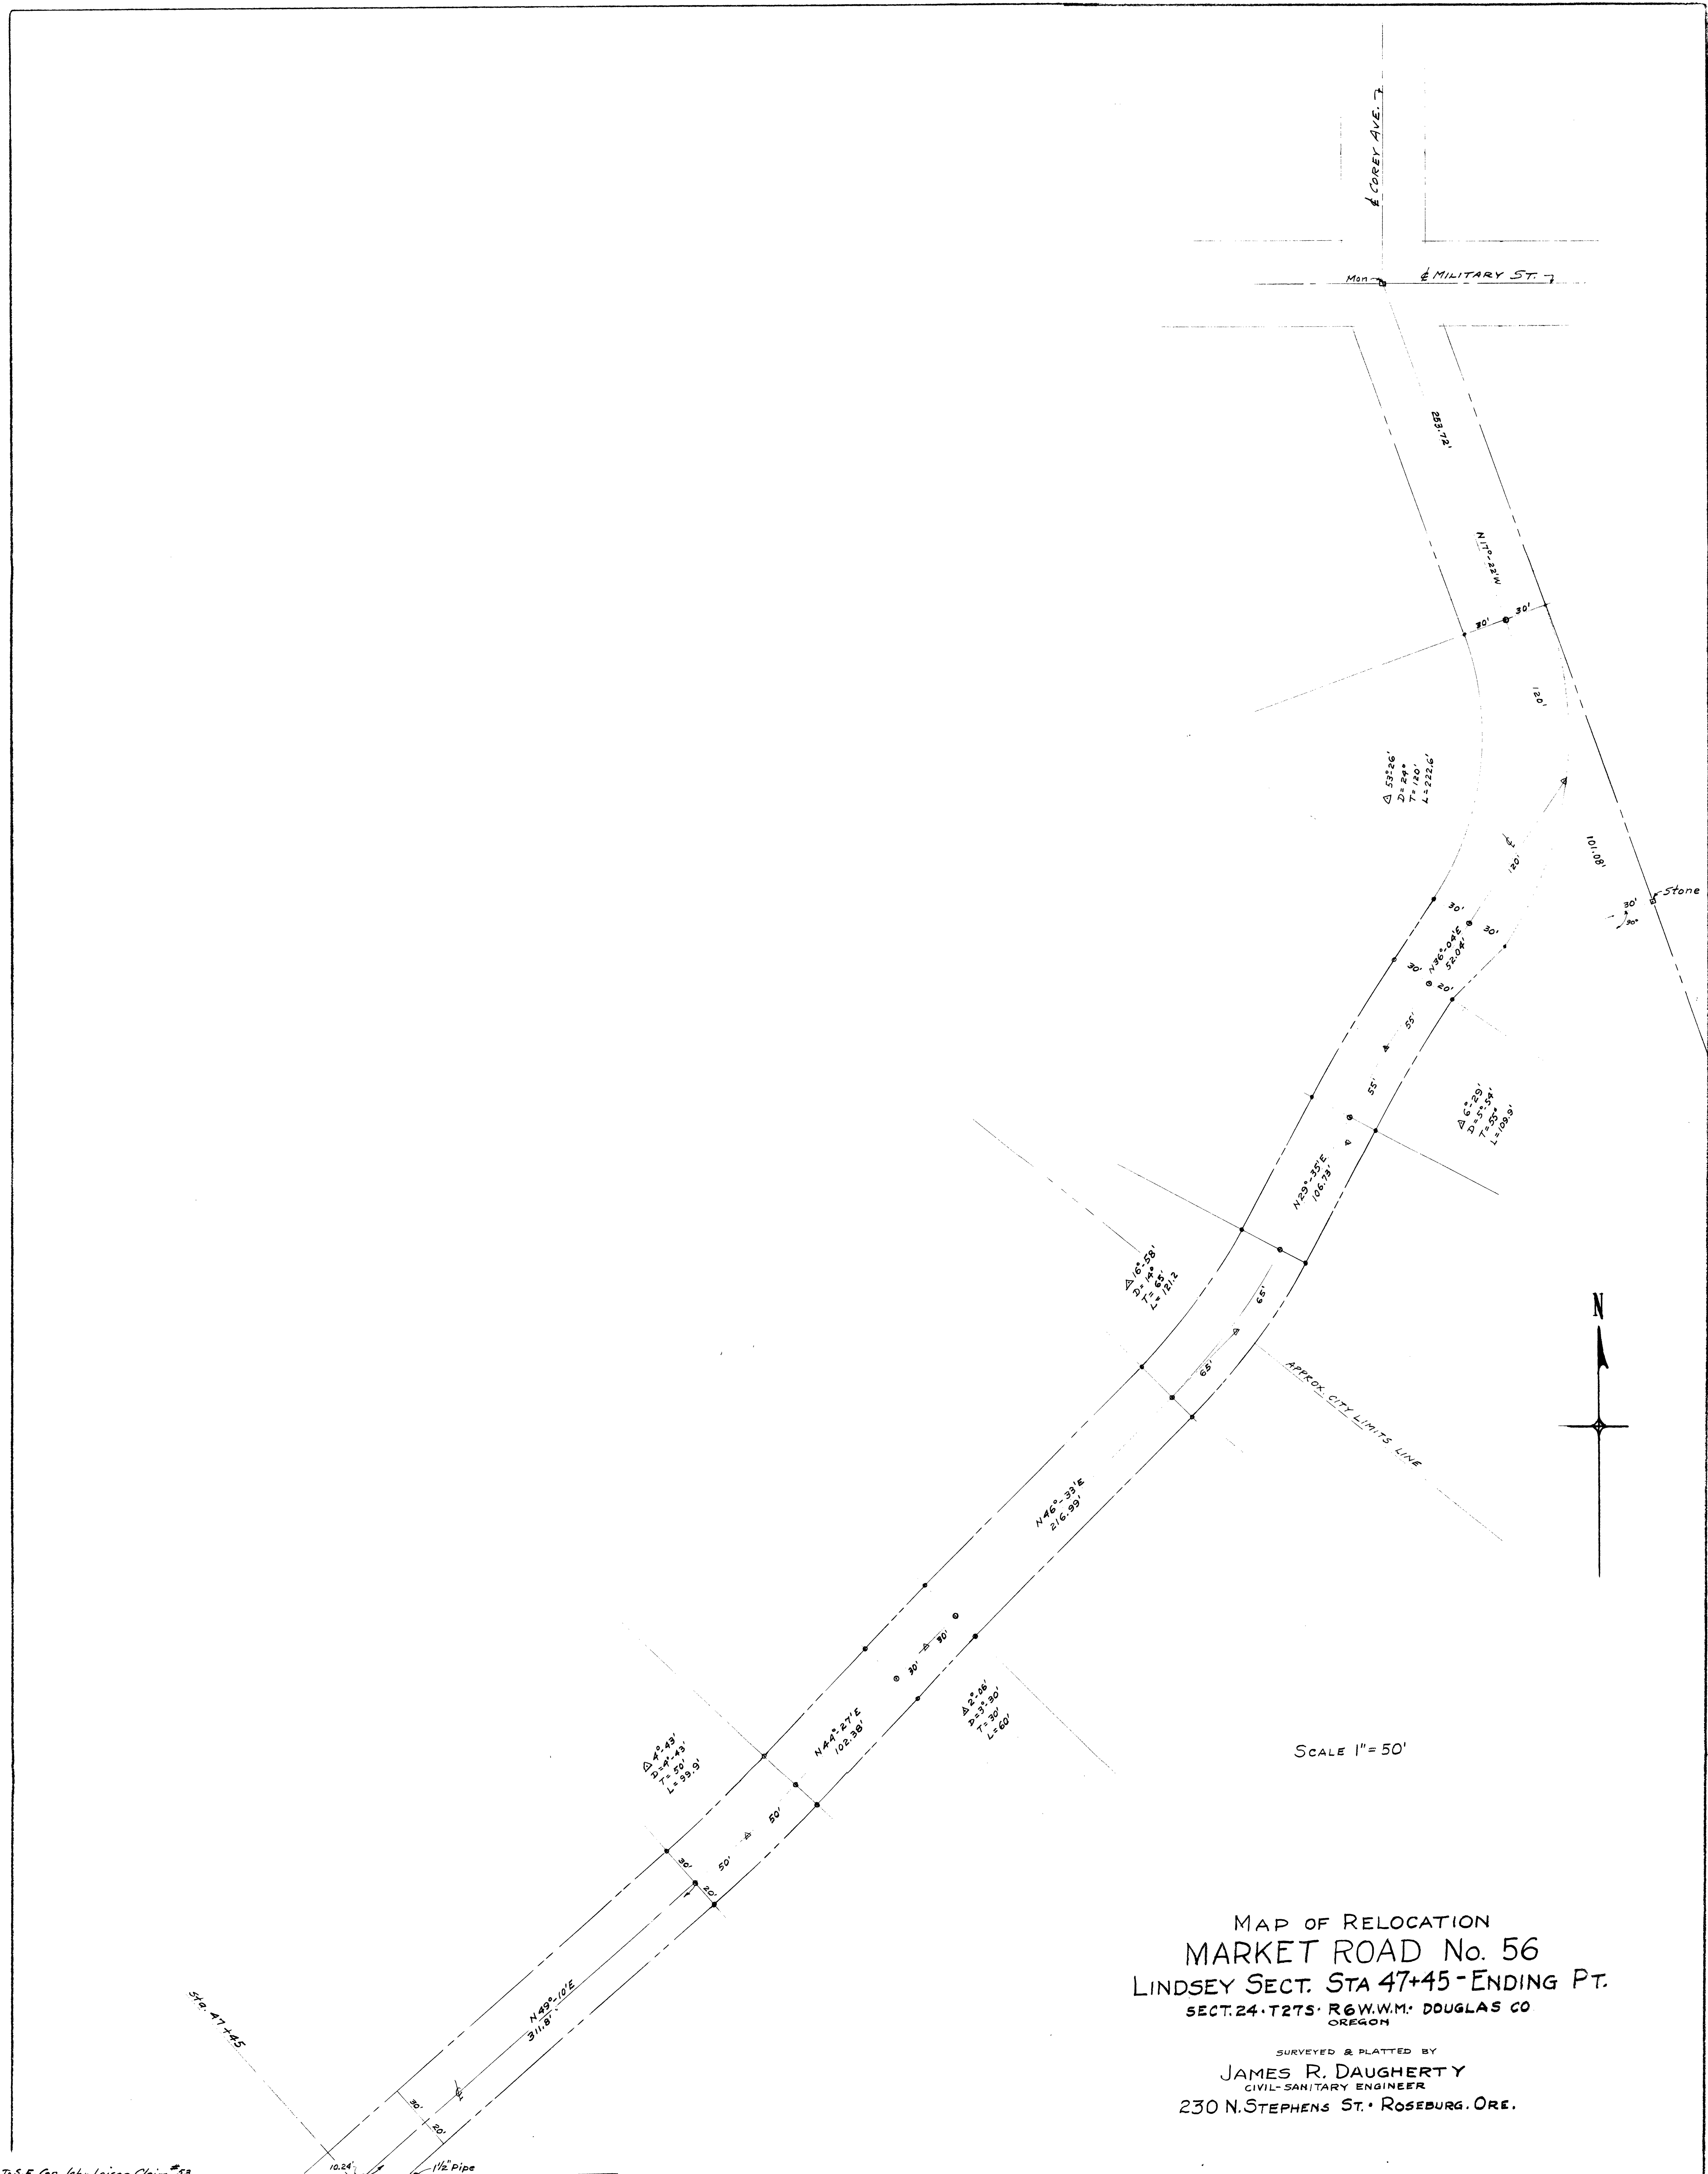 ℄ COREY AVE.
Mon
℄ MILITARY ST.
253.72'
N17°-22'W
30'
30'
120'
Δ 53°-26'
D= 24°
T= 120'
L= 222.6'
℄
120'
101.08'
Stone
30'
90°
30'
30'
N36°-04'E
52.04'
30'
20'
55'
55'
Δ 6°-29'
D= 5°-54'
T= 55'
L= 109.9'
N29°-35'E
106.73'
Δ 16°-58'
D= 14°
T= 65'
L= 121.2
65'
65'
N
APPROX. CITY LIMITS LINE
N46°-33'E
216.99'
30'
30'
Δ 2°-06'
D= 3°-30'
T= 30'
L= 60'
N44°-27'E
102.38'
Δ 4°-43'
D= 4°-43'
T= 50'
L= 99.9'
50'
50'
30'
20'
SCALE 1"= 50'
MAP OF RELOCATION
MARKET ROAD No. 56
LINDSEY SECT. STA 47+45 - ENDING PT.
SECT. 24 · T27S · R6W.W.M. · DOUGLAS CO
OREGON
SURVEYED & PLATTED BY
JAMES R. DAUGHERTY
CIVIL-SANITARY ENGINEER
230 N. STEPHENS ST. · ROSEBURG. ORE.
Sta. 47+45
N49°-10'E
311.8'
℄
30'
20'
10.24'
1½" Pipe